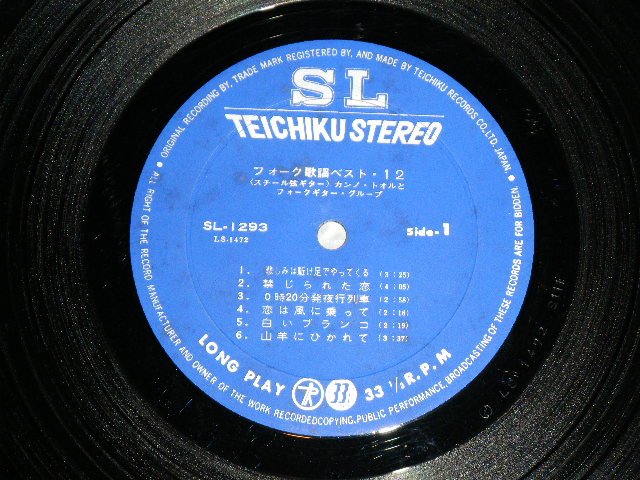 ● ORIGINAL RECORDING BY, TRADE MARK REGISTERED BY, AND MADE BY TEICHIKU RECORDS CO., LTD. JAPAN. ●
SL
TEICHIKU STEREO
フォーク歌謡ベスト・12
(スチール弦ギター) カンノ・トオルと
フォークギター・グループ
SL-1293
LS-1472
Side-1
1. 悲しみは駈け足でやってくる (3:25)
2. 禁じられた恋 (4:05)
3. 0時20分発夜行列車 (2:58)
4. 恋は風に乗って (2:16)
5. 白いブランコ (2:19)
6. 山羊にひかれて (3:37)
LONG PLAY 33 33 1/3 R.P.M
ALL RIGHT OF THE RECORD MANUFACTURER AND OWNER OF THE WORK RECORDED COPYING, PUBLIC PERFORMANCE, BROADCASTING OF THESE RECORDS ARE FOR BIDDEN.